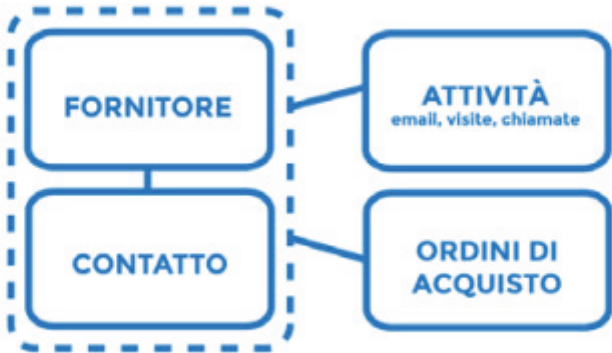 FORNITORE
CONTATTO
ATTIVITÀ
email, visite, chiamate
ORDINI DI
ACQUISTO